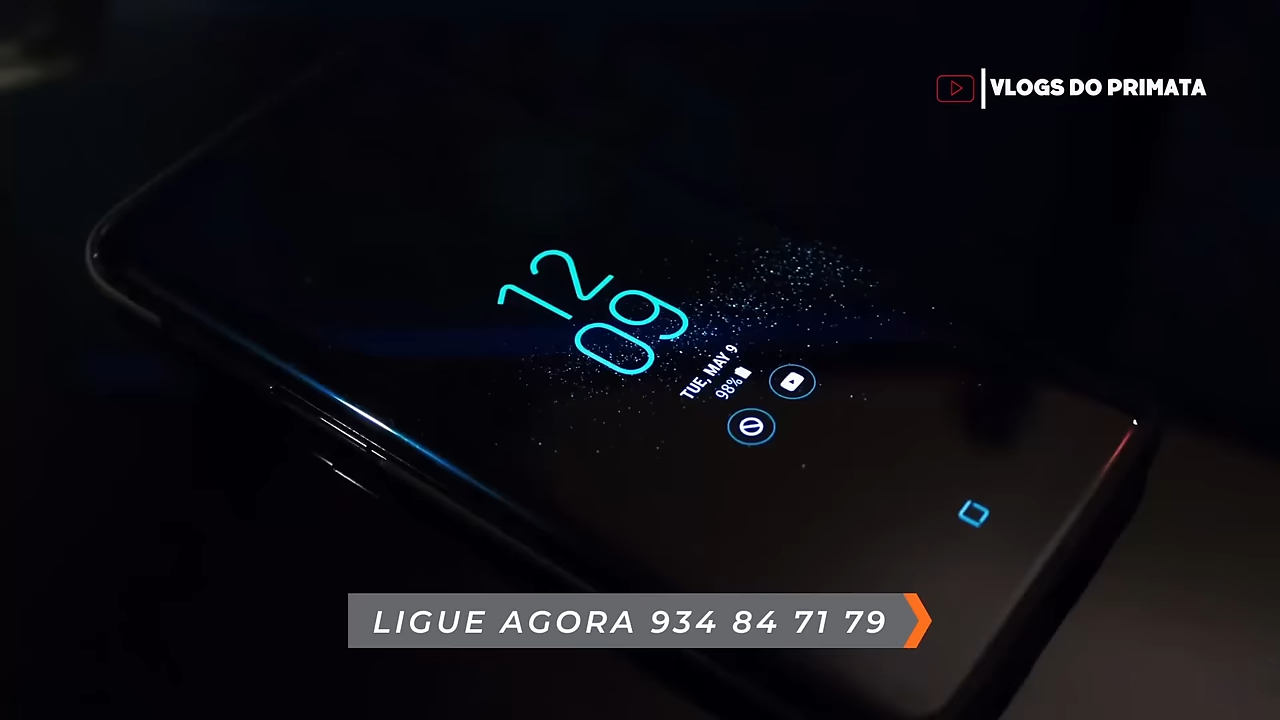 VLOGS DO PRIMATA
12
09
TUE, MAY 9
98%
LIGUE AGORA 934 84 71 79